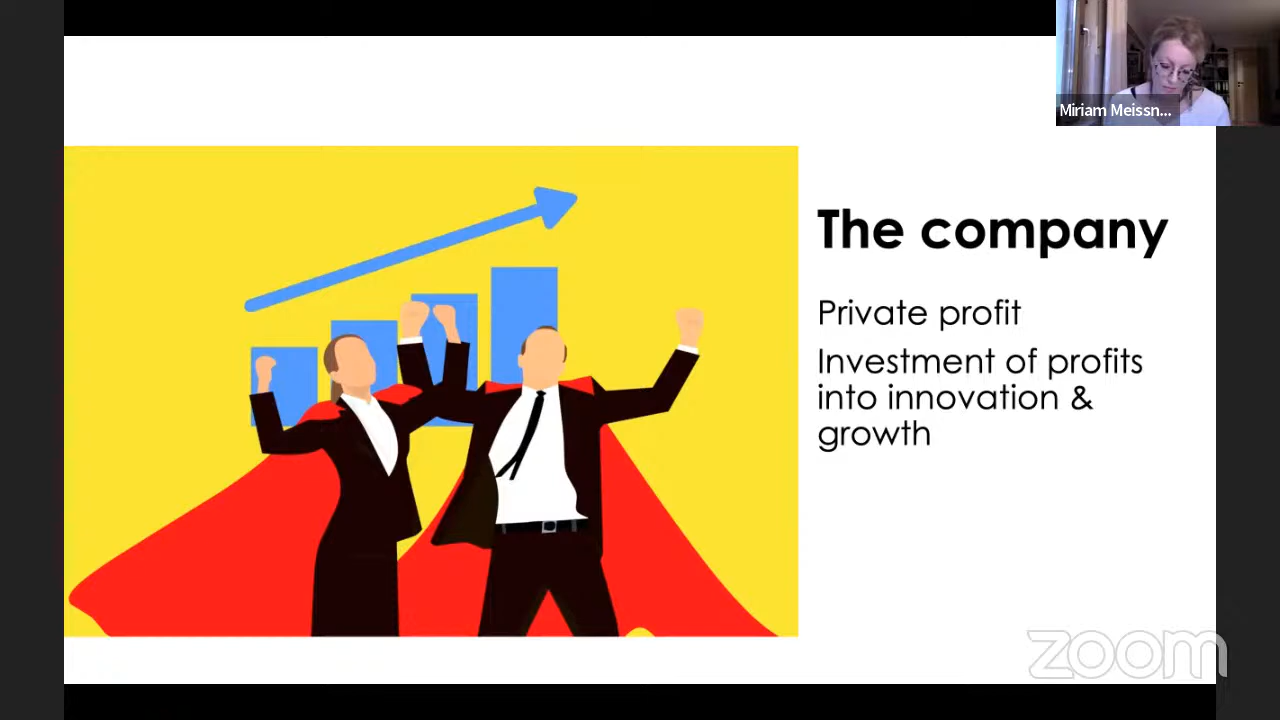 Miriam Meissn...
The company
Private profit
Investment of profits
into innovation &
growth
zoom